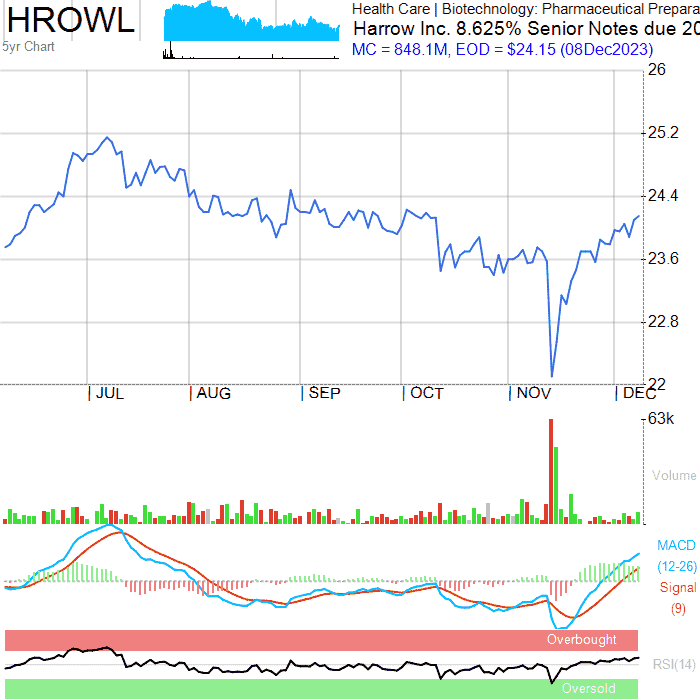 HROWL
5yr Chart
Health Care | Biotechnology: Pharmaceutical Prepara
Harrow Inc. 8.625% Senior Notes due 20
MC = 848.1M, EOD = $24.15 (08Dec2023)
26
25.2
24.4
23.6
22.8
22
JUL AUG SEP OCT NOV DEC
63k
Volume
MACD
(12-26)
Signal
(9)
Overbought
RSI(14)
Oversold